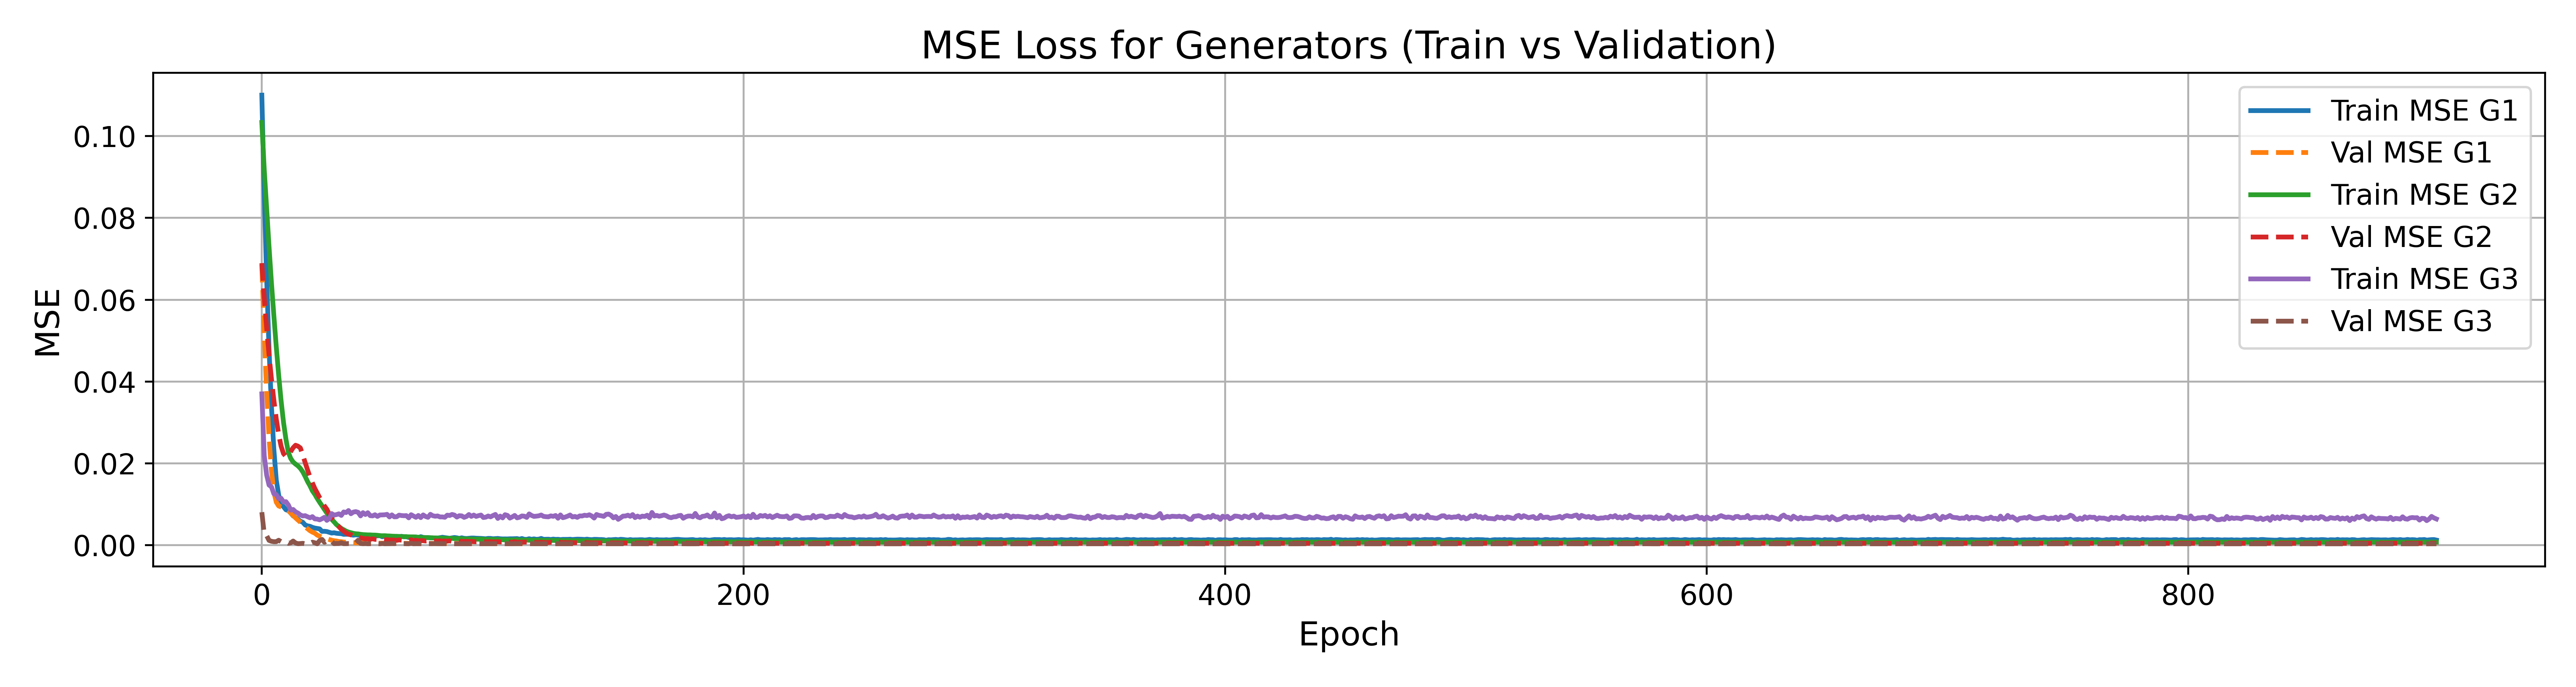 MSE Loss for Generators (Train vs Validation)
MSE
0.10
0.08
0.06
0.04
0.02
0.00
0
200
400
600
800
Epoch
Train MSE G1
Val MSE G1
Train MSE G2
Val MSE G2
Train MSE G3
Val MSE G3